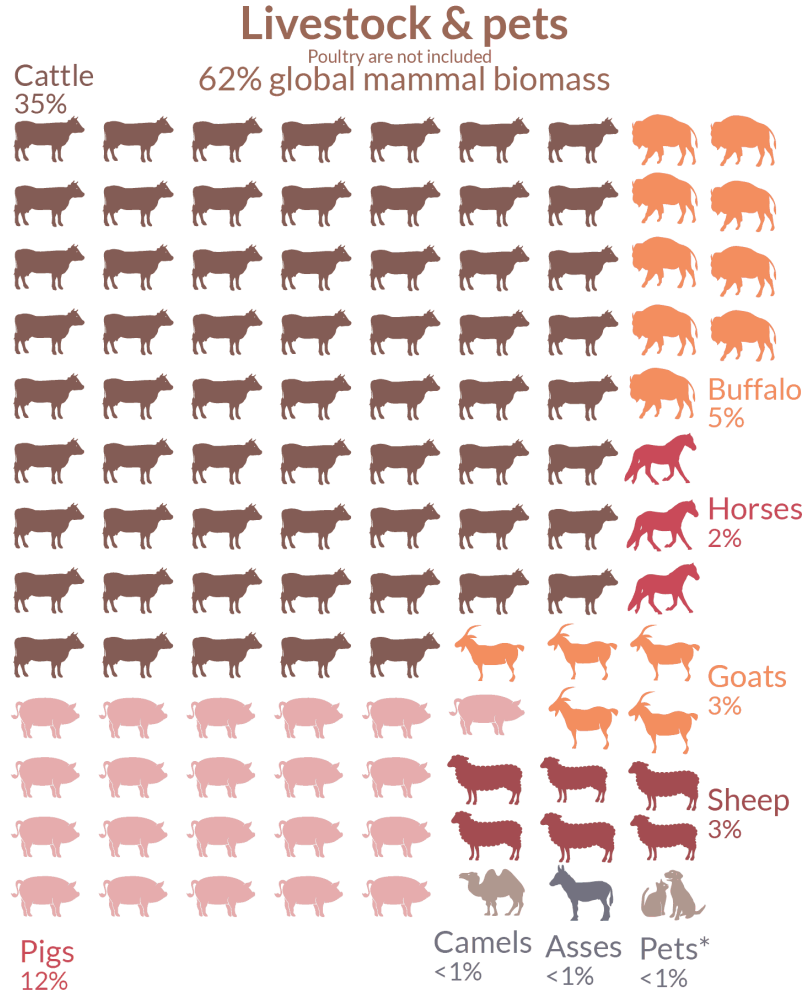 Livestock & pets
Poultry are not included
62% global mammal biomass
Cattle
35%
Buffalo
5%
Horses
2%
Goats
3%
Sheep
3%
Pigs
12%
Camels
<1%
Asses
<1%
Pets*
<1%